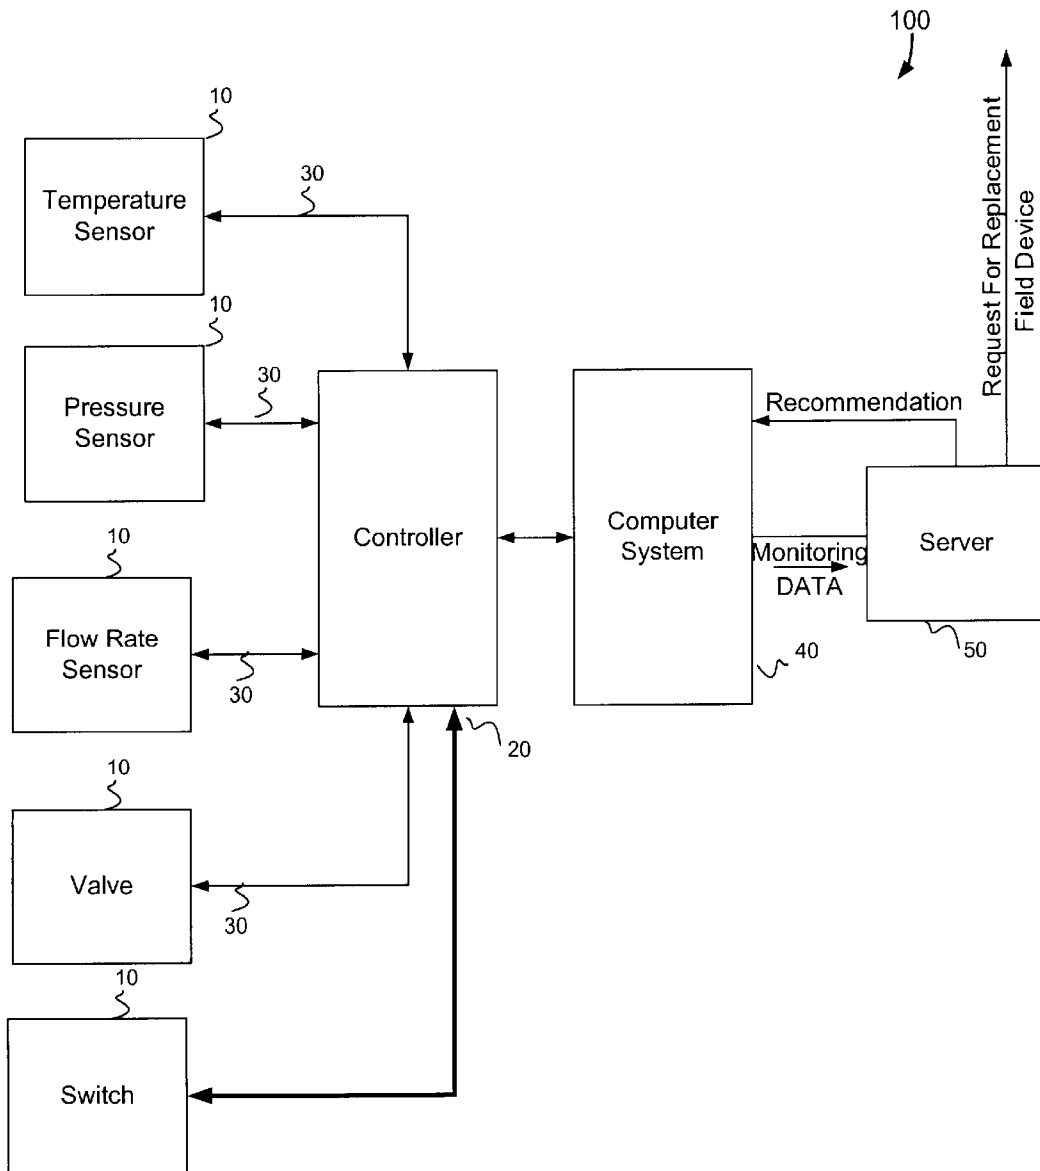 100
10
Temperature
Sensor
30
10
Pressure
Sensor
30
10
Flow Rate
Sensor
30
10
Valve
30
10
Switch
Controller
20
Computer
System
40
Recommendation
Monitoring
DATA
Server
50
Request For Replacement
Field Device